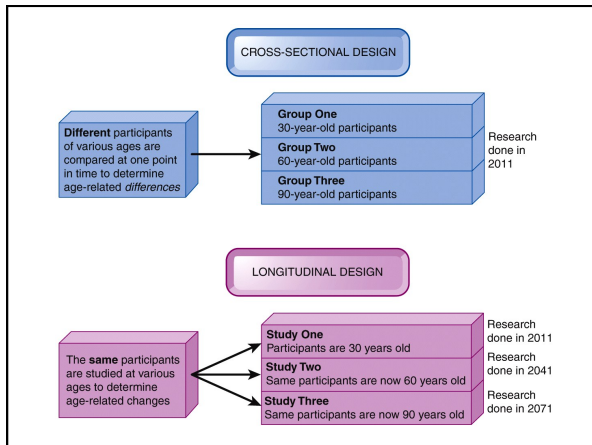 CROSS-SECTIONAL DESIGN
Different participants
of various ages are
compared at one point
in time to determine
age-related differences
Group One
30-year-old participants
Group Two
60-year-old participants
Group Three
90-year-old participants
Research
done in
2011
LONGITUDINAL DESIGN
The same participants
are studied at various
ages to determine
age-related changes
Study One
Participants are 30 years old
Study Two
Same participants are now 60 years old
Study Three
Same participants are now 90 years old
Research
done in 2011
Research
done in 2041
Research
done in 2071